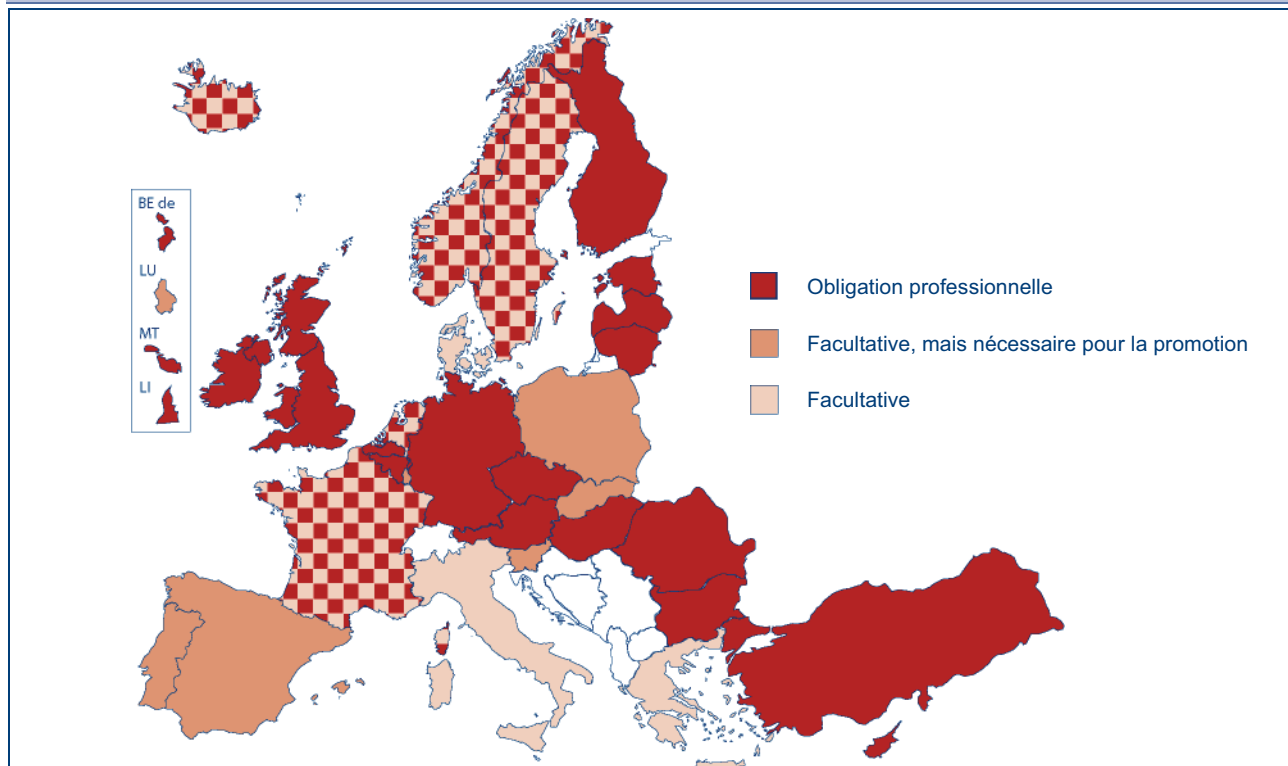 BE de
LU
MT
LI
Obligation professionnelle
Facultative, mais nécessaire pour la promotion
Facultative